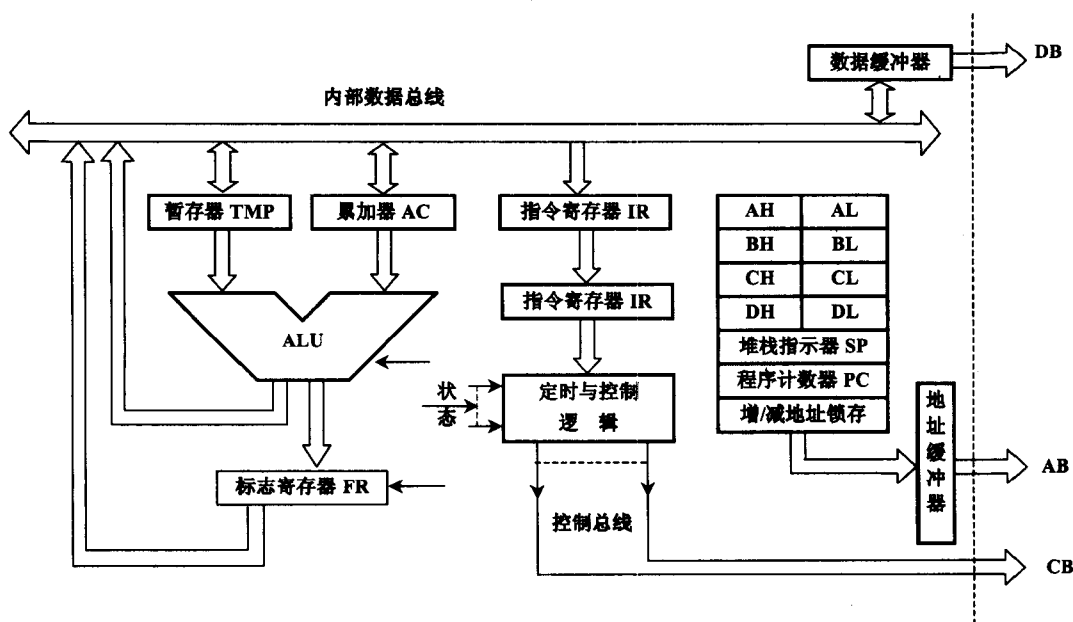 数据缓冲器
DB
内部数据总线
暂存器 TMP
累加器 AC
指令寄存器 IR
AH
AL
BH
BL
CH
CL
DH
DL
指令寄存器 IR
ALU
堆栈指示器 SP
程序计数器 PC
增/减地址锁存
状态
定时与控制
逻 辑
地址缓冲器
AB
标志寄存器 FR
控制总线
CB